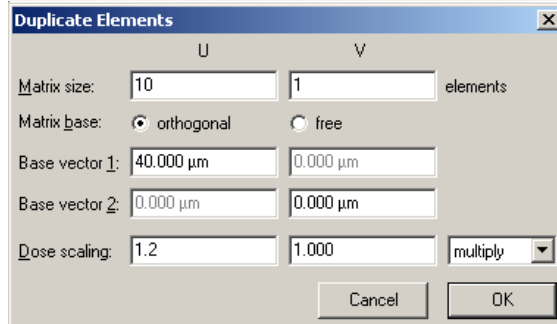 Duplicate Elements
U V
Matrix size: 10 1 elements
Matrix base: orthogonal free
Base vector 1: 40.000 µm 0.000 µm
Base vector 2: 0.000 µm 0.000 µm
Dose scaling: 1.2 1.000 multiply
Cancel OK